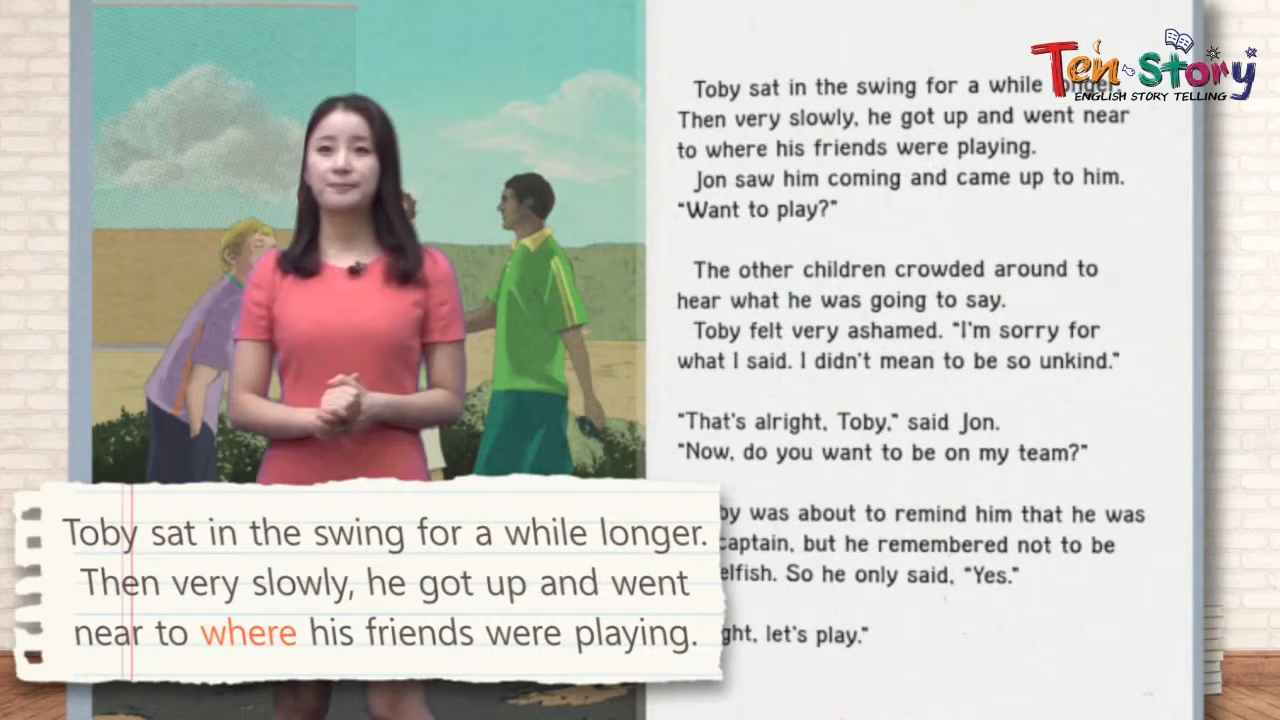 Ten Story
ENGLISH STORY TELLING
Toby sat in the swing for a while
Then very slowly, he got up and went near
to where his friends were playing.
Jon saw him coming and came up to him.
"Want to play?"
The other children crowded around to
hear what he was going to say.
Toby felt very ashamed. "I'm sorry for
what I said. I didn't mean to be so unkind."
"That's alright, Toby," said Jon.
"Now, do you want to be on my team?"
was about to remind him that he was
captain, but he remembered not to be
So he only said, "Yes."
let's play."
Toby sat in the swing for a while longer.
Then very slowly, he got up and went
near to where his friends were playing.